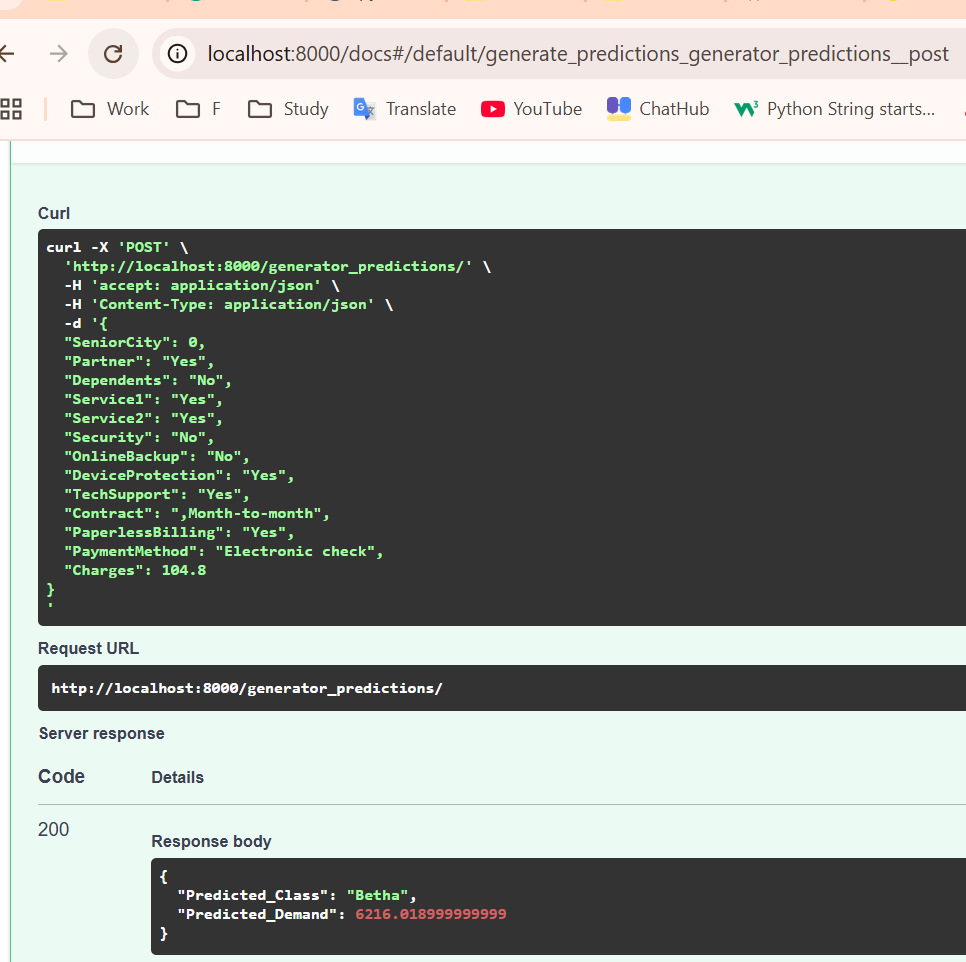 localhost:8000/docs#/default/generate_predictions_generator_predictions__post
Work F Study Translate YouTube ChatHub Python String starts...
Curl
curl -X 'POST' \
'http://localhost:8000/generator_predictions/' \
-H 'accept: application/json' \
-H 'Content-Type: application/json' \
-d '{
"SeniorCity": 0,
"Partner": "Yes",
"Dependents": "No",
"Service1": "Yes",
"Service2": "Yes",
"Security": "No",
"OnlineBackup": "No",
"DeviceProtection": "Yes",
"TechSupport": "Yes",
"Contract": ",Month-to-month",
"PaperlessBilling": "Yes",
"PaymentMethod": "Electronic check",
"Charges": 104.8
}
'
Request URL
http://localhost:8000/generator_predictions/
Server response
Code Details
200
Response body
{
"Predicted_Class": "Betha",
"Predicted_Demand": 6216.018999999999
}